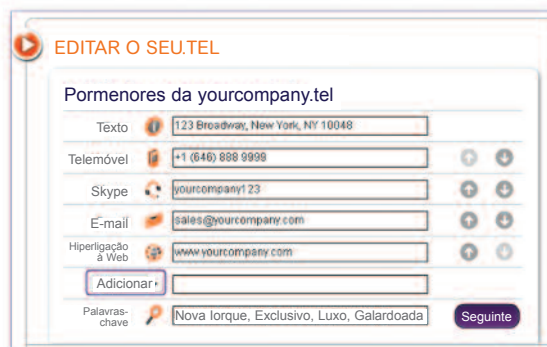 EDITAR O SEU.TEL
Pormenores da yourcompany.tel
Texto 123 Broadway, New York, NY 10048
Telemóvel +1 (646) 888 9999
Skype yourcompany123
E-mail sales@yourcompany.com
Hiperligação
à Web www.yourcompany.com
Adicionar
Palavras-
chave Nova Iorque, Exclusivo, Luxo, Galardoada Seguinte